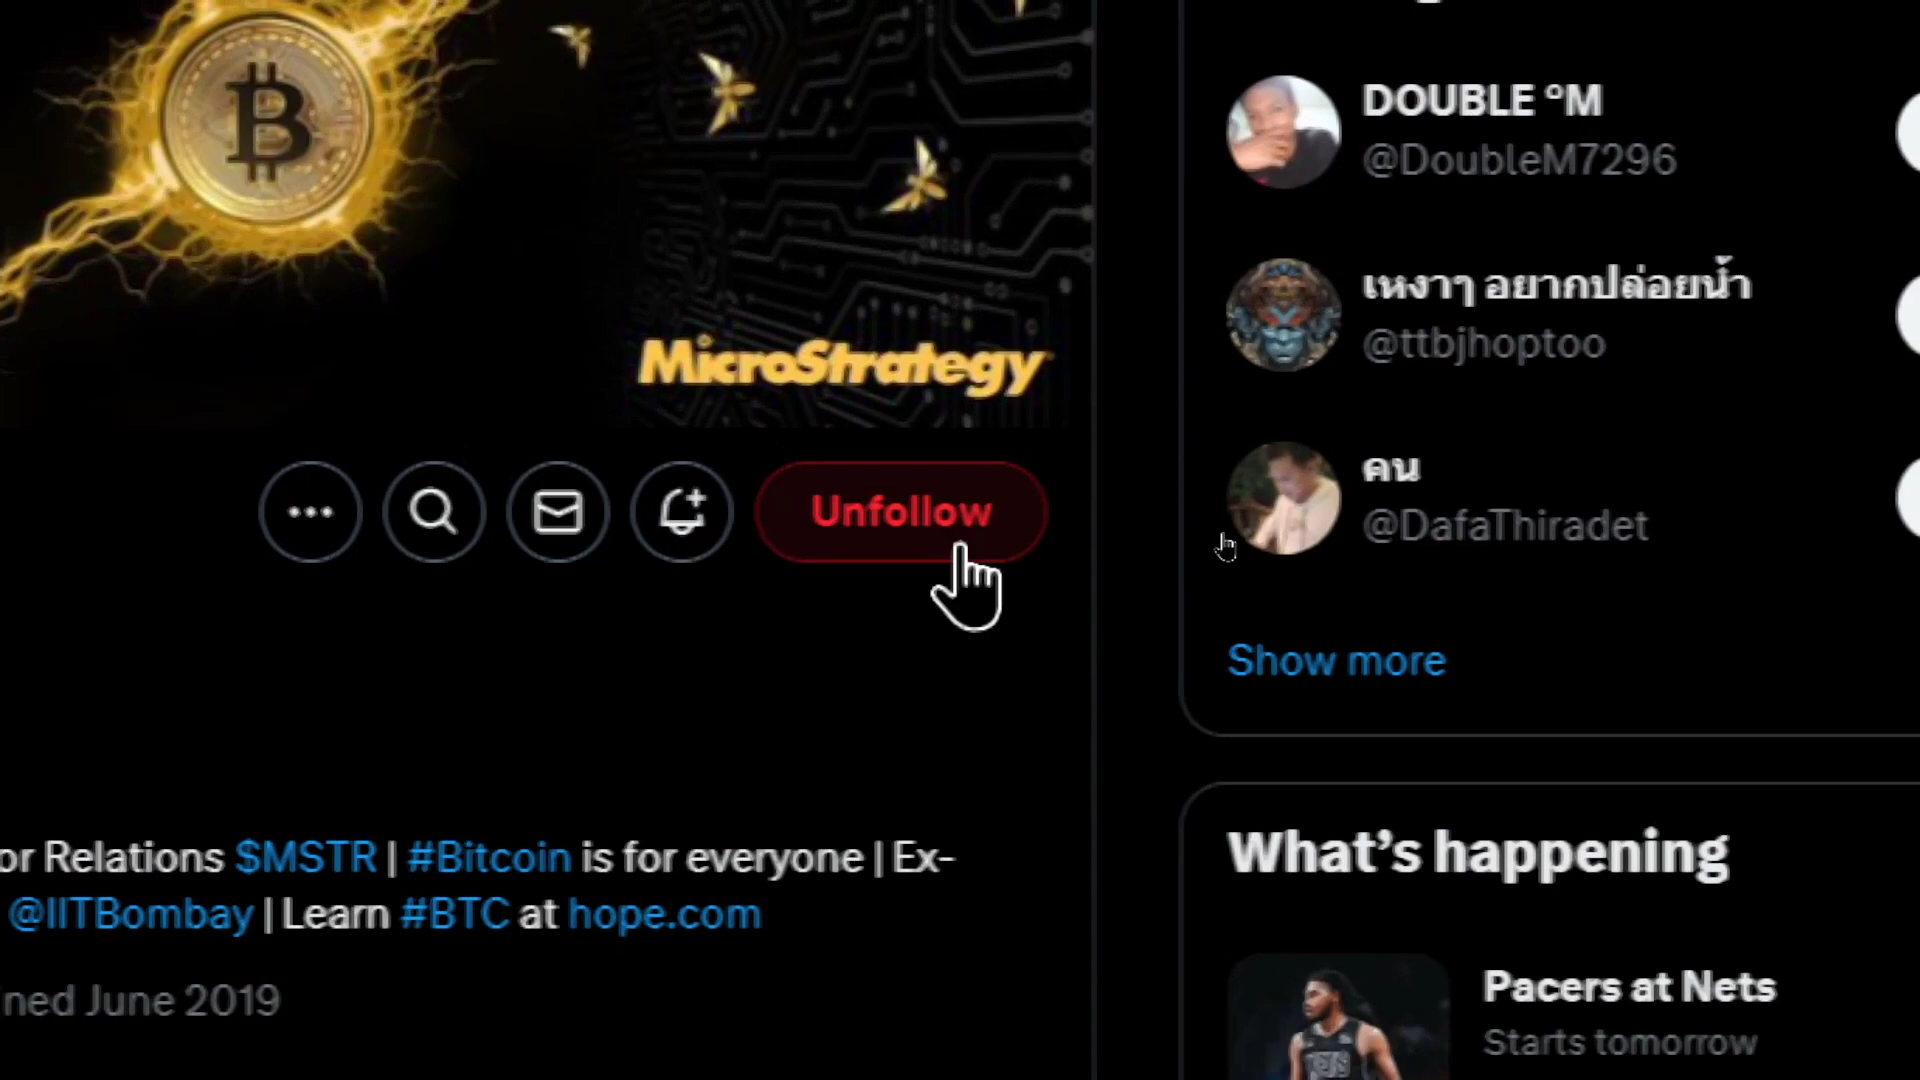 MicroStrategy
Unfollow
or Relations $MSTR | #Bitcoin is for everyone | Ex-
@IITBombay | Learn #BTC at hope.com
ned June 2019
DOUBLE °M
@DoubleM7296
เหงาๆ อยากปล่อยน้ำ
@ttbjhoptoo
คน
@DafaThiradet
Show more
What’s happening
Pacers at Nets
Starts tomorrow